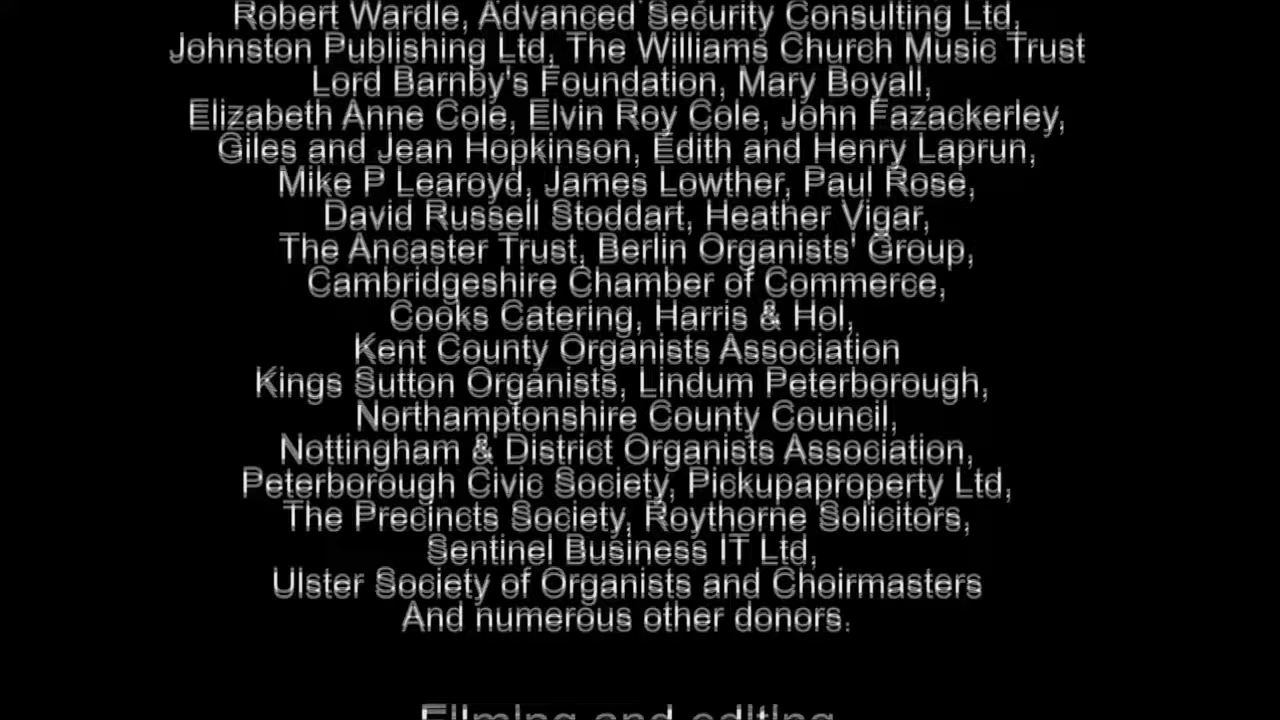 Robert Wardle, Advanced Security Consulting Ltd,
Johnston Publishing Ltd, The Williams Church Music Trust
Lord Barnby's Foundation, Mary Boyall,
Elizabeth Anne Cole, Elvin Roy Cole, John Fazackerley,
Giles and Jean Hopkinson, Edith and Henry Laprun,
Mike P Learoyd, James Lowther, Paul Rose,
David Russell Stoddart, Heather Vigar,
The Ancaster Trust, Berlin Organists' Group,
Cambridgeshire Chamber of Commerce,
Cooks Catering, Harris & Hol,
Kent County Organists Association
Kings Sutton Organists, Lindum Peterborough,
Northamptonshire County Council,
Nottingham & District Organists Association,
Peterborough Civic Society, Pickupaproperty Ltd,
The Precincts Society, Roythorne Solicitors,
Sentinel Business IT Ltd,
Ulster Society of Organists and Choirmasters
And numerous other donors.
Filming and editing